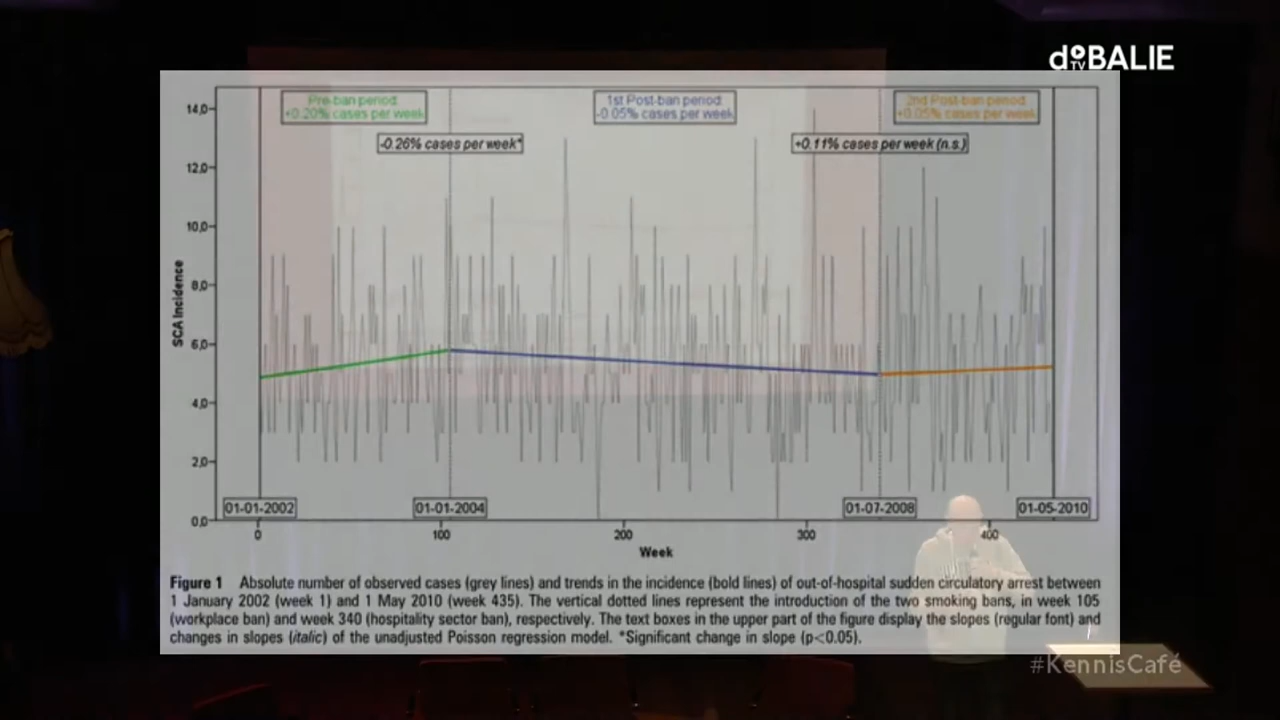 doBALIE
TV
14,0
Pre-ban period:
+0.20% cases per week
1st Post-ban period:
-0.05% cases per week
2nd Post-ban period:
+0.05% cases per week
-0.26% cases per week*
+0.11% cases per week (n.s.)
12,0
10,0
8,0
6,0
4,0
2,0
0,0
SCA Incidence
01-01-2002
01-01-2004
01-07-2008
01-05-2010
0
100
200
300
400
Week
Figure 1 Absolute number of observed cases (grey lines) and trends in the incidence (bold lines) of out-of-hospital sudden circulatory arrest between
1 January 2002 (week 1) and 1 May 2010 (week 435). The vertical dotted lines represent the introduction of the two smoking bans, in week 105
(workplace ban) and week 340 (hospitality sector ban), respectively. The text boxes in the upper part of the figure display the slopes (regular font) and
changes in slopes (italic) of the unadjusted Poisson regression model. *Significant change in slope (p<0.05).
#KennisCafé